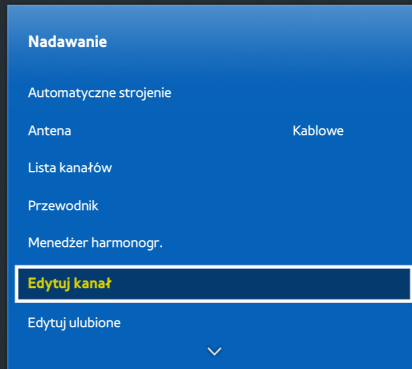 Nadawanie
Automatyczne strojenie
Antena Kablowe
Lista kanałów
Przewodnik
Menedżer harmonogr.
Edytuj kanał
Edytuj ulubione